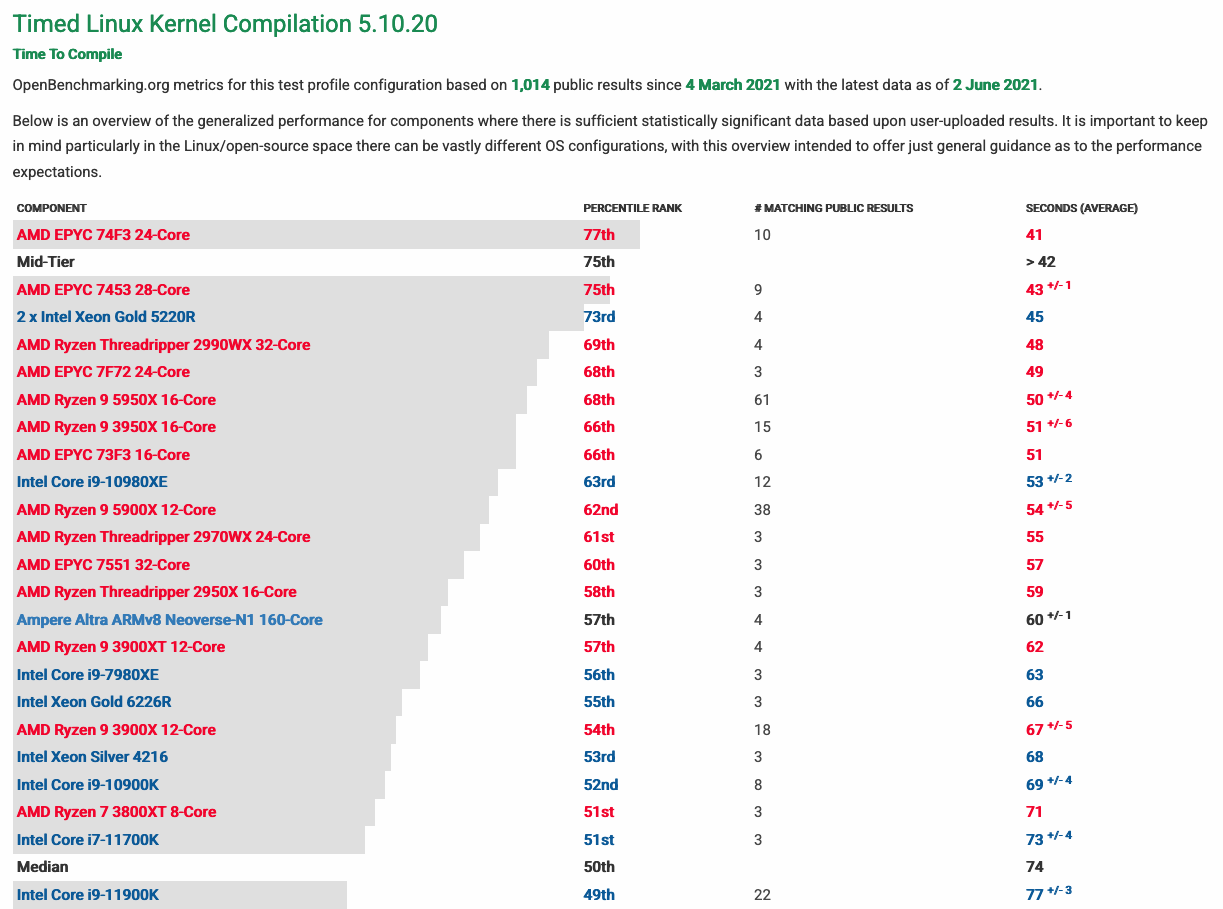 Timed Linux Kernel Compilation 5.10.20
Time To Compile
OpenBenchmarking.org metrics for this test profile configuration based on 1,014 public results since 4 March 2021 with the latest data as of 2 June 2021.
Below is an overview of the generalized performance for components where there is sufficient statistically significant data based upon user-uploaded results. It is important to keep
in mind particularly in the Linux/open-source space there can be vastly different OS configurations, with this overview intended to offer just general guidance as to the performance
expectations.
COMPONENT PERCENTILE RANK # MATCHING PUBLIC RESULTS SECONDS (AVERAGE)
AMD EPYC 74F3 24-Core 77th 10 41
Mid-Tier 75th > 42
AMD EPYC 7453 28-Core 75th 9 43 +/- 1
2 x Intel Xeon Gold 5220R 73rd 4 45
AMD Ryzen Threadripper 2990WX 32-Core 69th 4 48
AMD EPYC 7F72 24-Core 68th 3 49
AMD Ryzen 9 5950X 16-Core 68th 61 50 +/- 4
AMD Ryzen 9 3950X 16-Core 66th 15 51 +/- 6
AMD EPYC 73F3 16-Core 66th 6 51
Intel Core i9-10980XE 63rd 12 53 +/- 2
AMD Ryzen 9 5900X 12-Core 62nd 38 54 +/- 5
AMD Ryzen Threadripper 2970WX 24-Core 61st 3 55
AMD EPYC 7551 32-Core 60th 3 57
AMD Ryzen Threadripper 2950X 16-Core 58th 3 59
Ampere Altra ARMv8 Neoverse-N1 160-Core 57th 4 60 +/- 1
AMD Ryzen 9 3900XT 12-Core 57th 4 62
Intel Core i9-7980XE 56th 3 63
Intel Xeon Gold 6226R 55th 3 66
AMD Ryzen 9 3900X 12-Core 54th 18 67 +/- 5
Intel Xeon Silver 4216 53rd 3 68
Intel Core i9-10900K 52nd 8 69 +/- 4
AMD Ryzen 7 3800XT 8-Core 51st 3 71
Intel Core i7-11700K 51st 3 73 +/- 4
Median 50th 74
Intel Core i9-11900K 49th 22 77 +/- 3